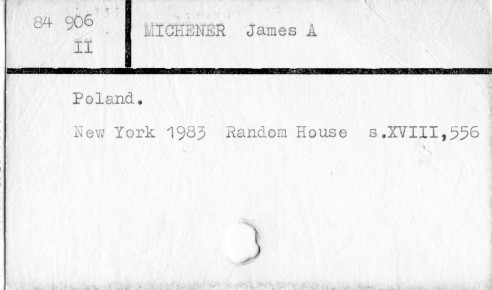 84 906
II
MICHENER James A
Poland.
New York 1983 Random House s.XVIII,556